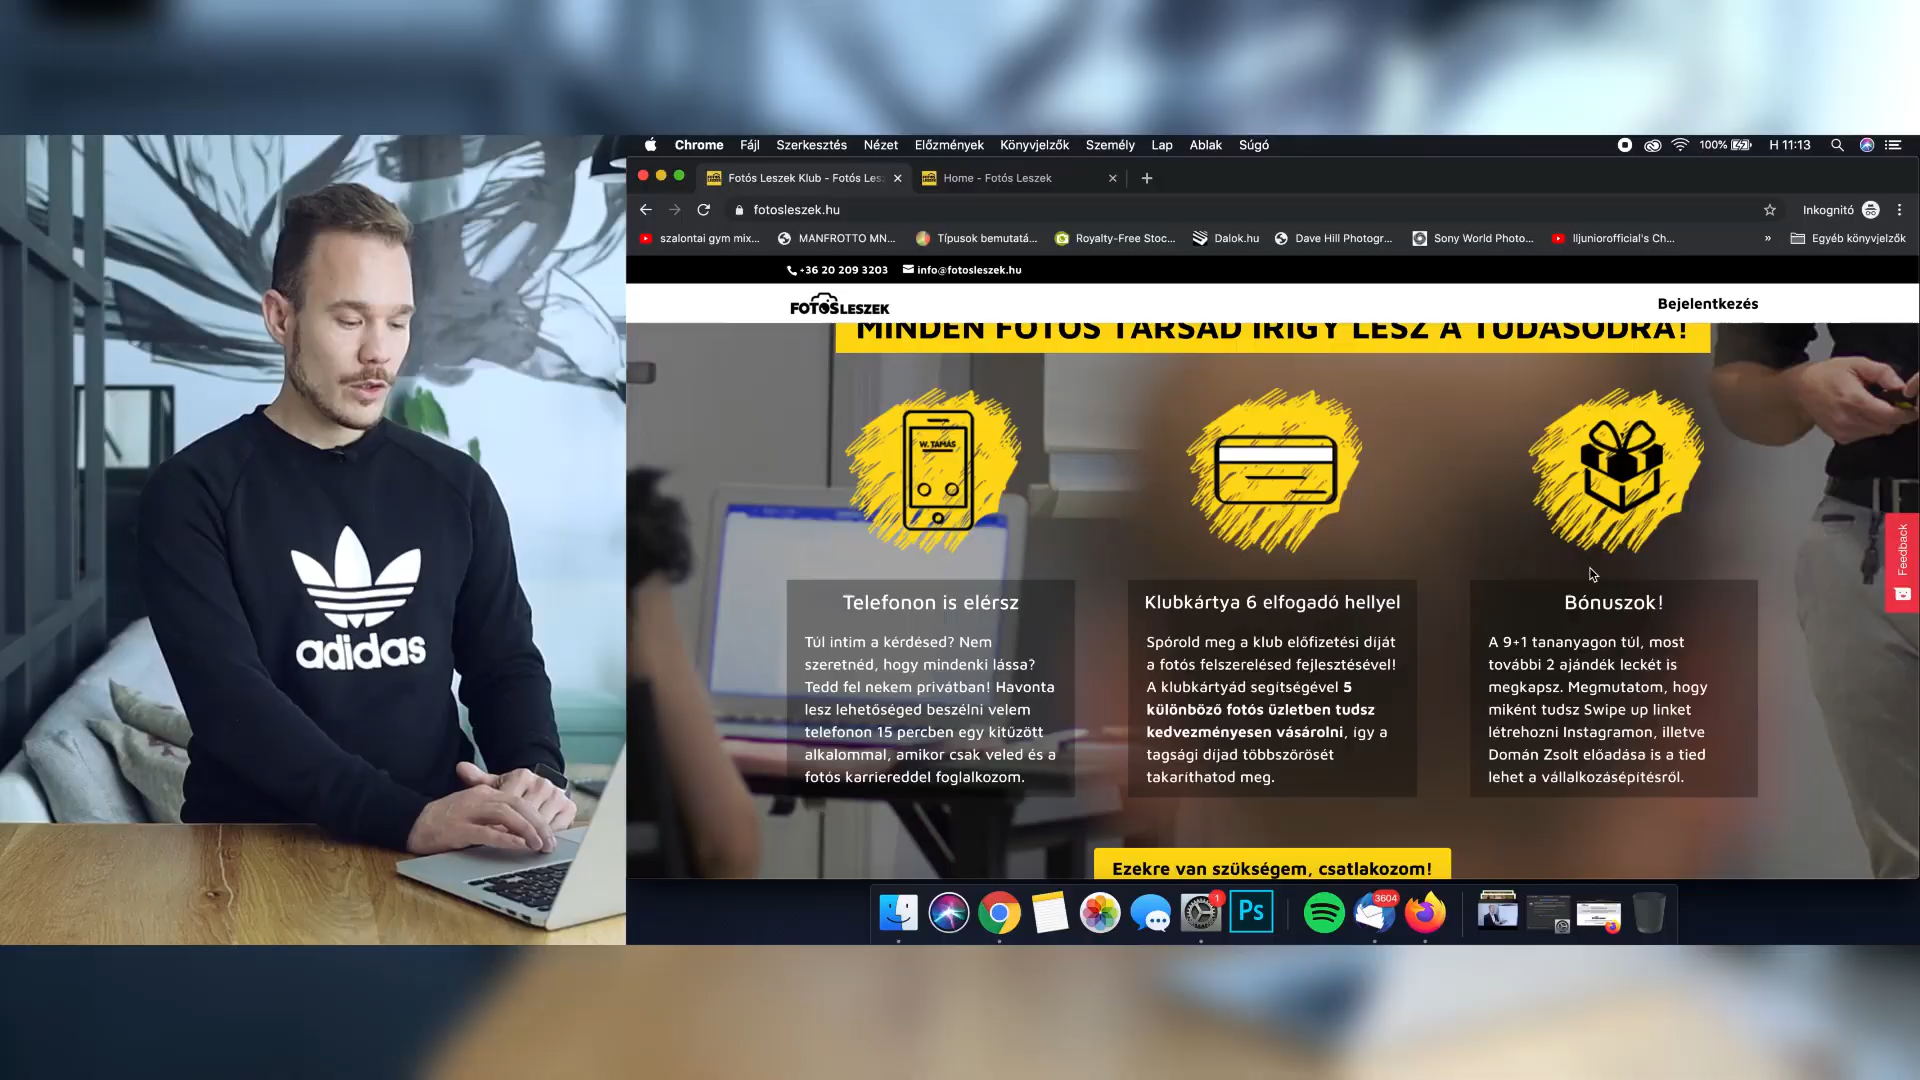 Chrome Fájl Szerkesztés Nézet Előzmények Könyvjelzők Személy Lap Ablak Súgó 100% H 11:13
Fotós Leszek Klub - Fotós Les
Home - Fotós Leszek
fotosleszek.hu
Inkognitó
szalontai gym mix...
MANFROTTO MN...
Típusok bemutatá...
Royalty-Free Stoc...
Dalok.hu
Dave Hill Photogr...
Sony World Photo...
lljuniorofficial's Ch...
»
Egyéb könyvjelzők
+36 20 209 3203
info@fotosleszek.hu
FOTÓSLESZEK
Bejelentkezés
MINDEN FOTÓS TÁRSAD IRIGY LESZ A TUDÁSODRA!
W. TAMÁS
Telefonon is elérsz
Túl intim a kérdésed? Nem
szeretnéd, hogy mindenki lássa?
Tedd fel nekem privátban! Havonta
lesz lehetőséged beszélni velem
telefonon 15 percben egy kitűzött
alkalommal, amikor csak veled és a
fotós karriereddel foglalkozom.
Klubkártya 6 elfogadó hellyel
Spórold meg a klub előfizetési díját
a fotós felszerelésed fejlesztésével!
A klubkártyád segítségével 5
különböző fotós üzletben tudsz
kedvezményesen vásárolni, így a
tagsági díjad többszörösét
takaríthatod meg.
Bónuszok!
A 9+1 tananyagon túl, most
további 2 ajándék leckét is
megkapsz. Megmutatom, hogy
miként tudsz Swipe up linket
létrehozni Instagramon, illetve
Domán Zsolt előadása is a tied
lehet a vállalkozásépítésről.
Feedback
Ezekre van szükségem, csatlakozom!
1
Ps
3604
adidas